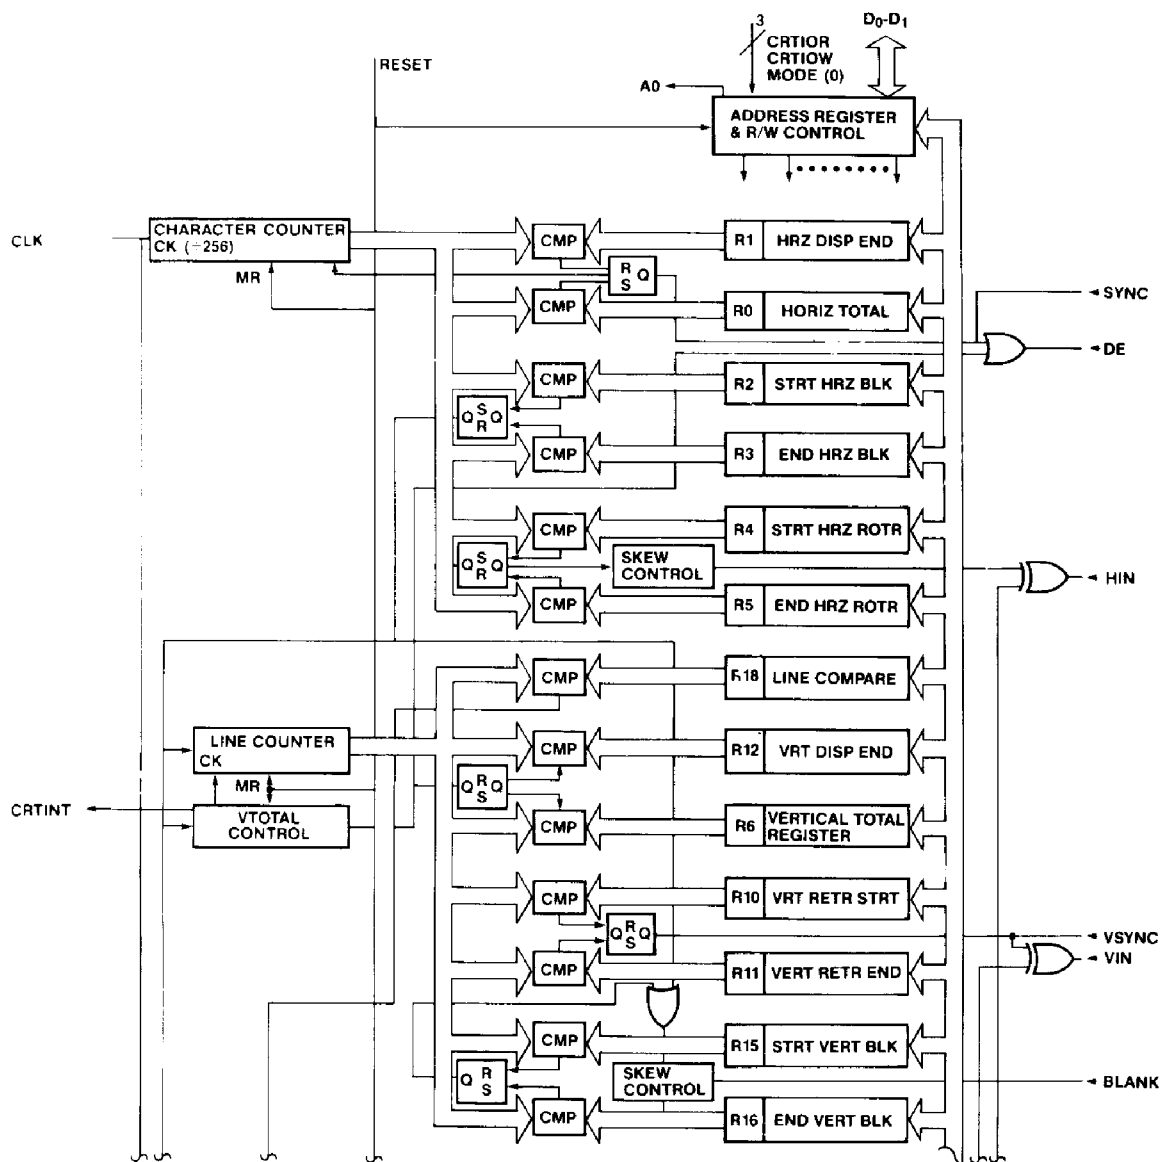 3
D0-D1
CRTIOR
CRTIOW
MODE (0)
RESET
A0
ADDRESS REGISTER
& R/W CONTROL
CLK
CHARACTER COUNTER
CK (÷256)
MR
CMP
R1 HRZ DISP END
R
S Q
CMP
R0 HORIZ TOTAL
SYNC
DE
CMP
R2 STRT HRZ BLK
Q S Q
R
CMP
R3 END HRZ BLK
CMP
R4 STRT HRZ ROTR
Q S Q
R
SKEW
CONTROL
HIN
CMP
R5 END HRZ ROTR
CMP
R18 LINE COMPARE
LINE COUNTER
CK
CMP
R12 VRT DISP END
MR
Q R Q
S
CRTINT
VTOTAL
CONTROL
CMP
R6 VERTICAL TOTAL
REGISTER
CMP
R10 VRT RETR STRT
Q R Q
S
VSYNC
VIN
CMP
R11 VERT RETR END
CMP
R15 STRT VERT BLK
Q R
S
SKEW
CONTROL
BLANK
CMP
R16 END VERT BLK